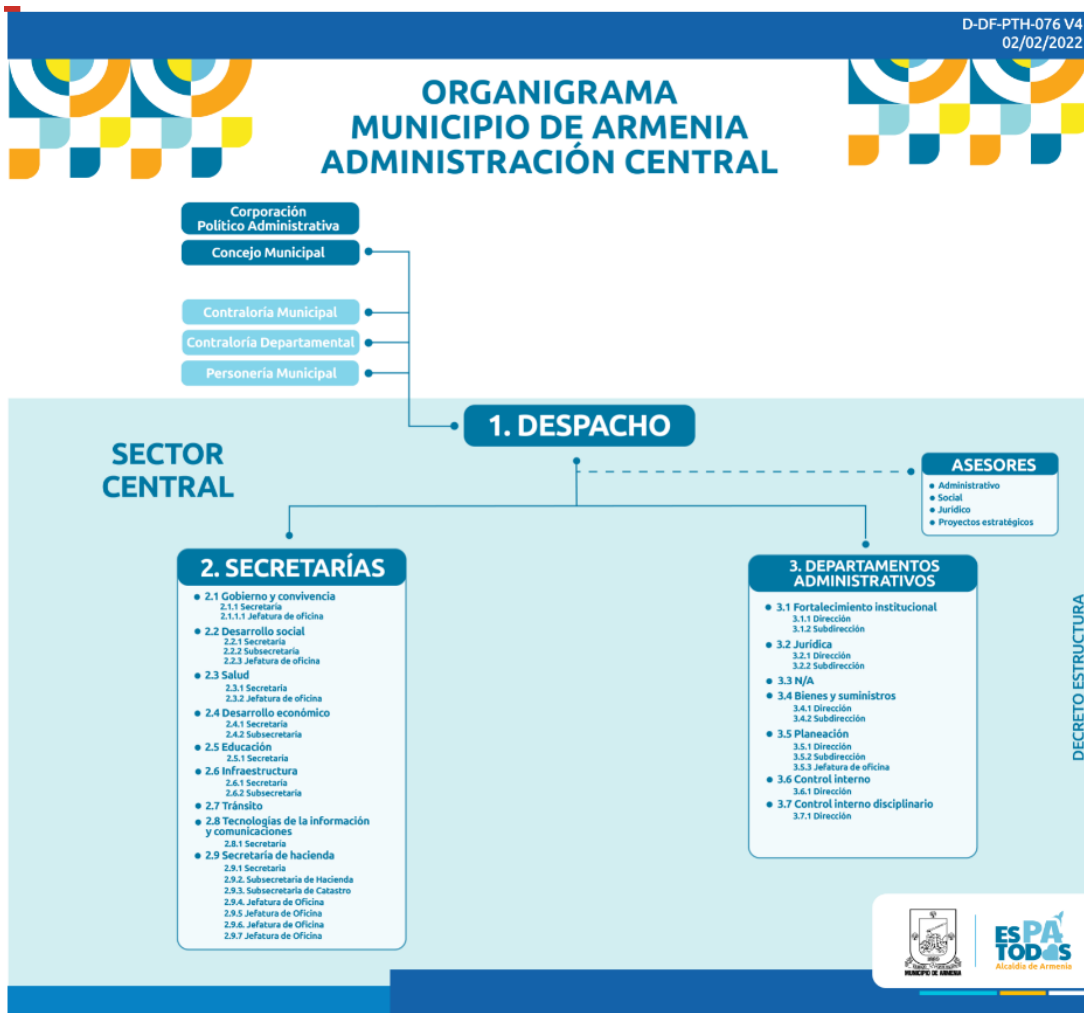 D-DF-PTH-076 V4
02/02/2022
ORGANIGRAMA
MUNICIPIO DE ARMENIA
ADMINISTRACIÓN CENTRAL
Corporación
Político Administrativa
Concejo Municipal
Contraloría Municipal
Contraloría Departamental
Personería Municipal
1. DESPACHO
SECTOR
CENTRAL
ASESORES
Administrativo
Social
Jurídico
Proyectos estratégicos
2. SECRETARÍAS
2.1 Gobierno y convivencia
2.1.1 Secretaría
2.1.1.1 Jefatura de oficina
2.2 Desarrollo social
2.2.1 Secretaría
2.2.2 Subsecretaría
2.2.3 Jefatura de oficina
2.3 Salud
2.3.1 Secretaría
2.3.2 Jefatura de oficina
2.4 Desarrollo económico
2.4.1 Secretaría
2.4.2 Subsecretaría
2.5 Educación
2.5.1 Secretaría
2.6 Infraestructura
2.6.1 Secretaría
2.6.2 Subsecretaría
2.7 Tránsito
2.8 Tecnologías de la información
y comunicaciones
2.8.1 Secretaría
2.9 Secretaría de hacienda
2.9.1 Secretaría
2.9.2. Subsecretaría de Hacienda
2.9.3. Subsecretaría de Catastro
2.9.4. Jefatura de Oficina
2.9.5 Jefatura de Oficina
2.9.6. Jefatura de Oficina
2.9.7 Jefatura de Oficina
3. DEPARTAMENTOS
ADMINISTRATIVOS
3.1 Fortalecimiento institucional
3.1.1 Dirección
3.1.2 Subdirección
3.2 Jurídica
3.2.1 Dirección
3.2.2 Subdirección
3.3 N/A
3.4 Bienes y suministros
3.4.1 Dirección
3.4.2 Subdirección
3.5 Planeación
3.5.1 Dirección
3.5.2 Subdirección
3.5.3 Jefatura de oficina
3.6 Control interno
3.6.1 Dirección
3.7 Control interno disciplinario
3.7.1 Dirección
DECRETO ESTRUCTURA
MUNICIPIO DE ARMENIA
ES PA
TODOS
Alcaldía de Armenia